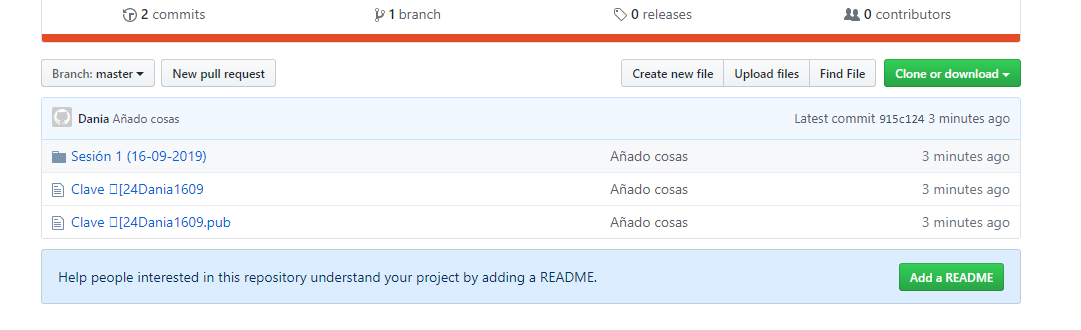 2 commits 1 branch 0 releases 0 contributors
Branch: master New pull request Create new file Upload files Find File Clone or download
Dania Añado cosas Latest commit 915c124 3 minutes ago
Sesión 1 (16-09-2019) Añado cosas 3 minutes ago
Clave □[24Dania1609 Añado cosas 3 minutes ago
Clave □[24Dania1609.pub Añado cosas 3 minutes ago
Help people interested in this repository understand your project by adding a README. Add a README